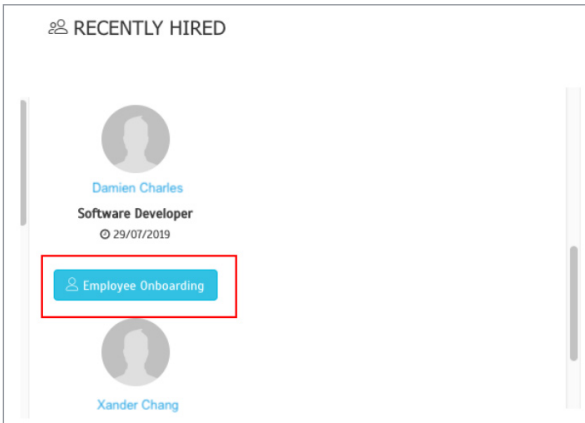 RECENTLY HIRED
Damien Charles
Software Developer
29/07/2019
Employee Onboarding
Xander Chang